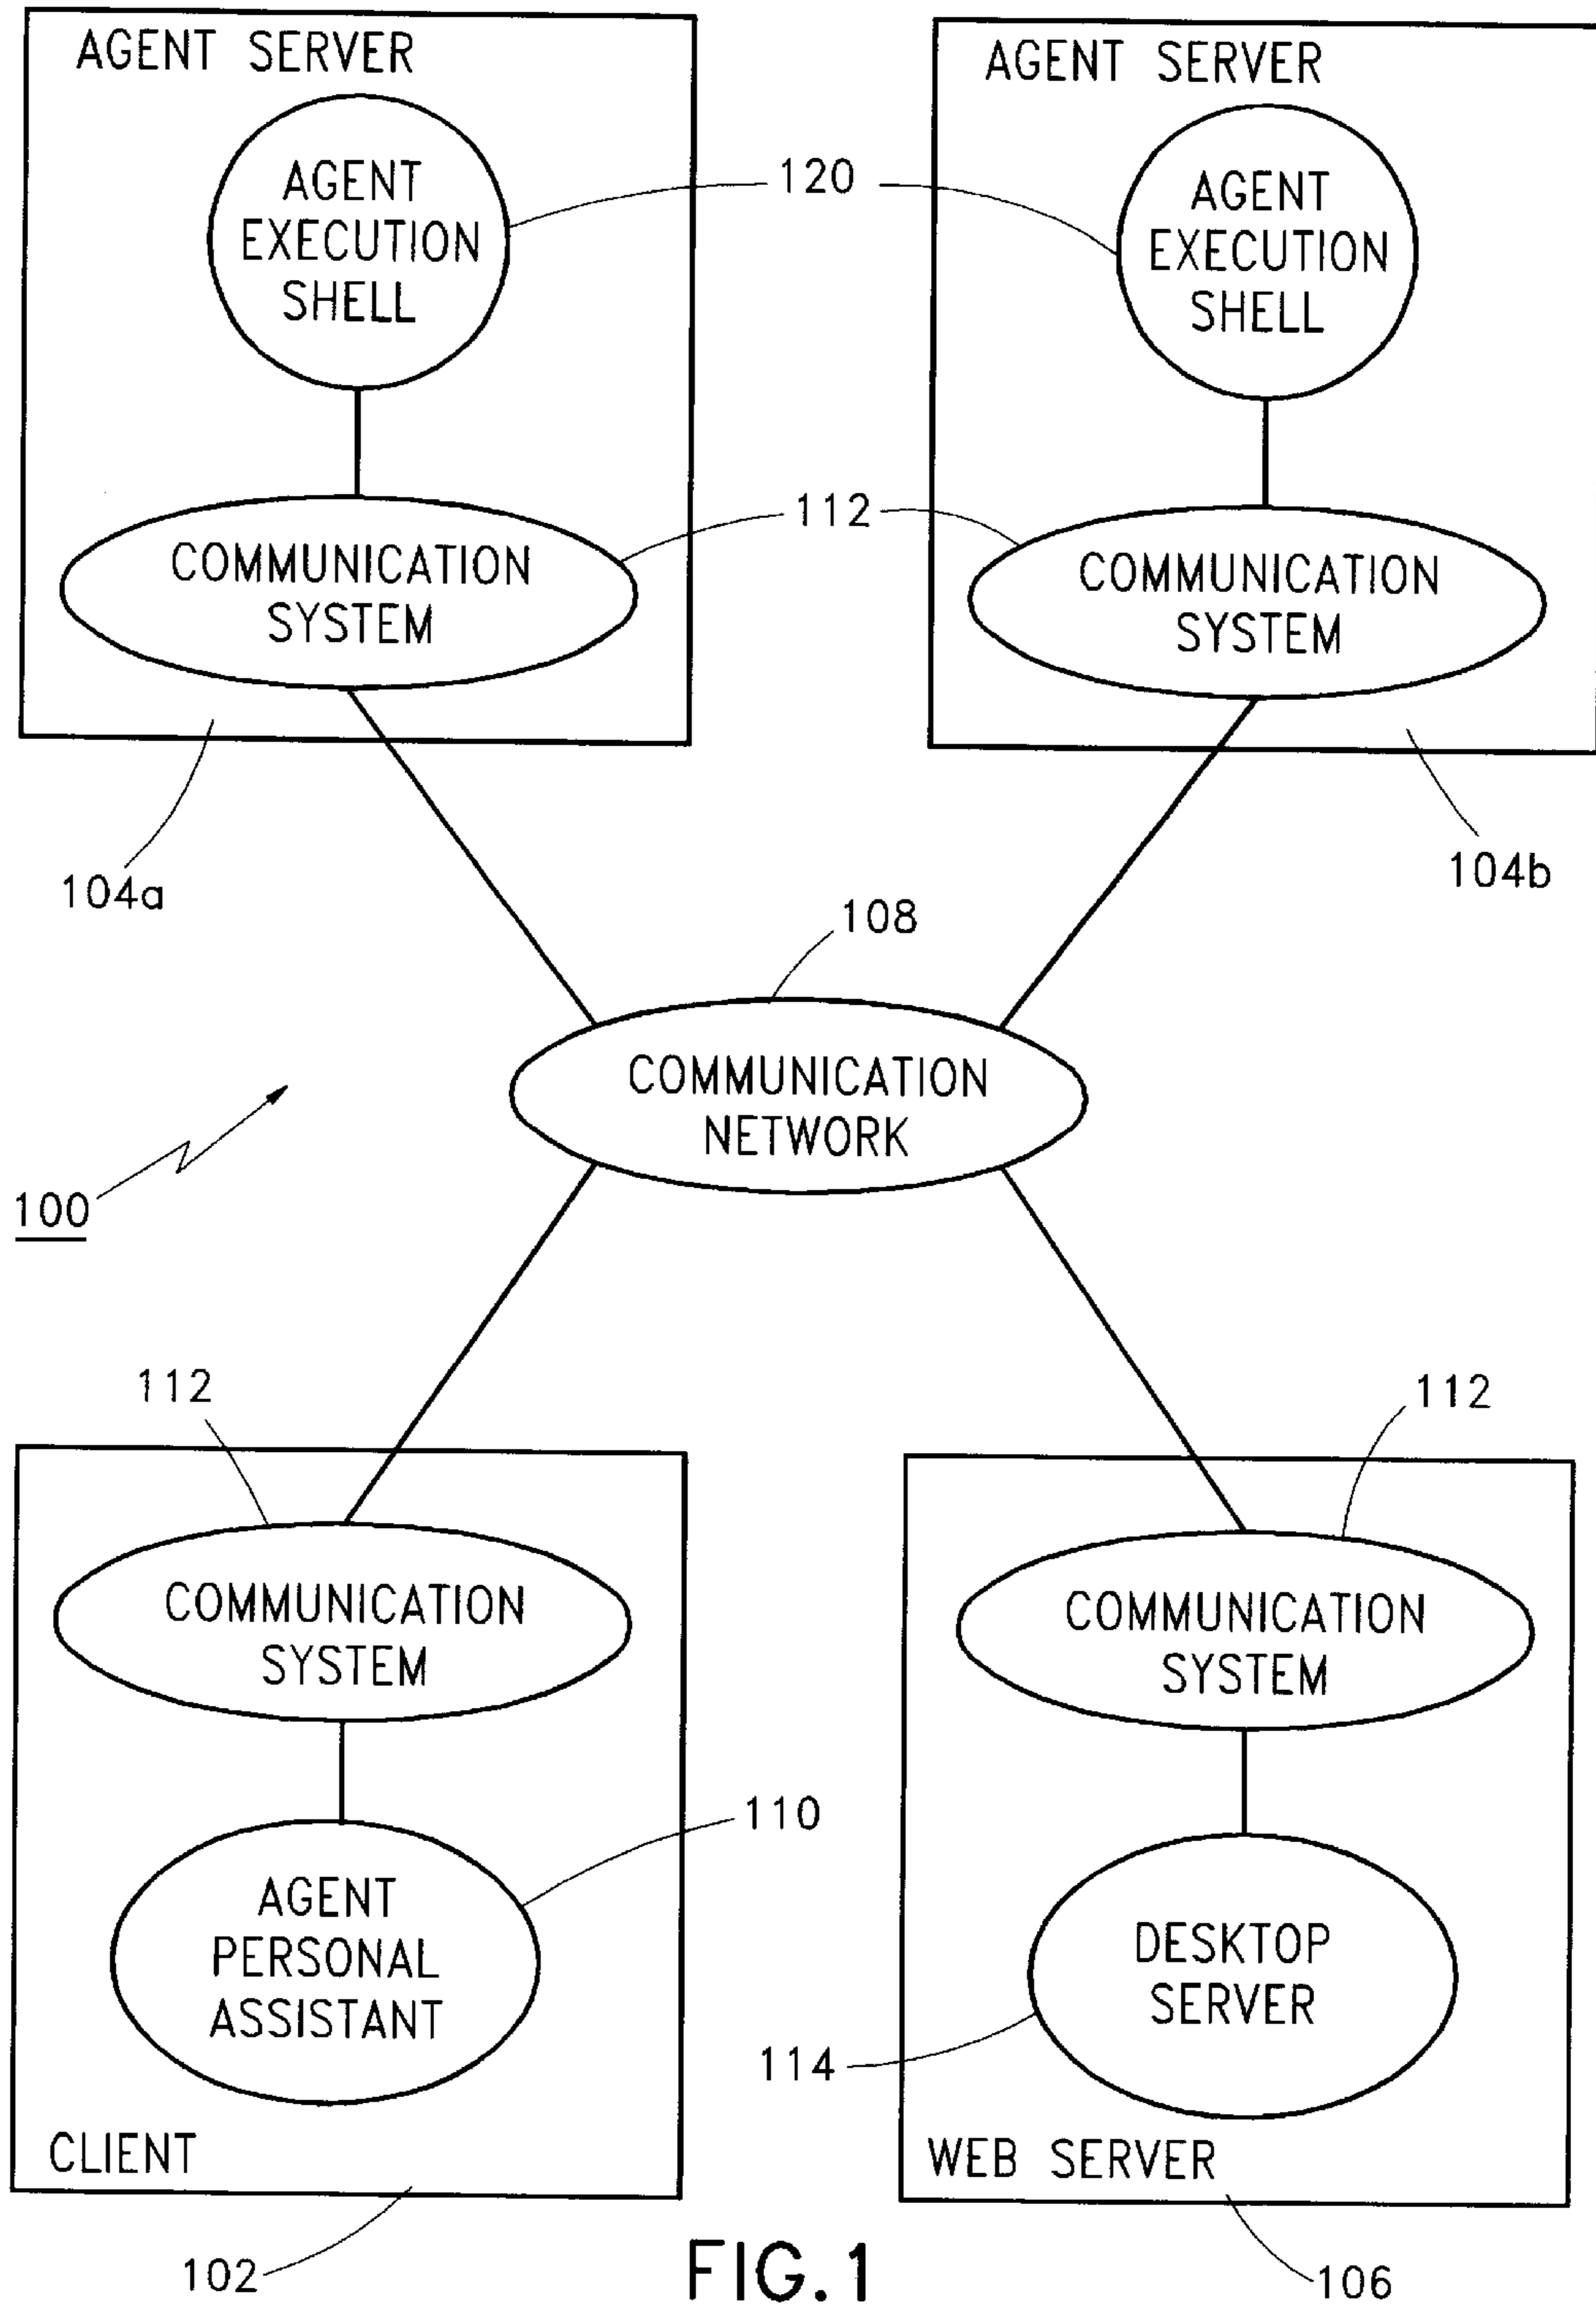 AGENT SERVER
AGENT
EXECUTION
SHELL
120
AGENT SERVER
AGENT
EXECUTION
SHELL
COMMUNICATION
SYSTEM
112
COMMUNICATION
SYSTEM
104a
104b
108
COMMUNICATION
NETWORK
100
112
112
COMMUNICATION
SYSTEM
COMMUNICATION
SYSTEM
AGENT
PERSONAL
ASSISTANT
110
DESKTOP
SERVER
114
CLIENT
WEB SERVER
102
106
FIG.1